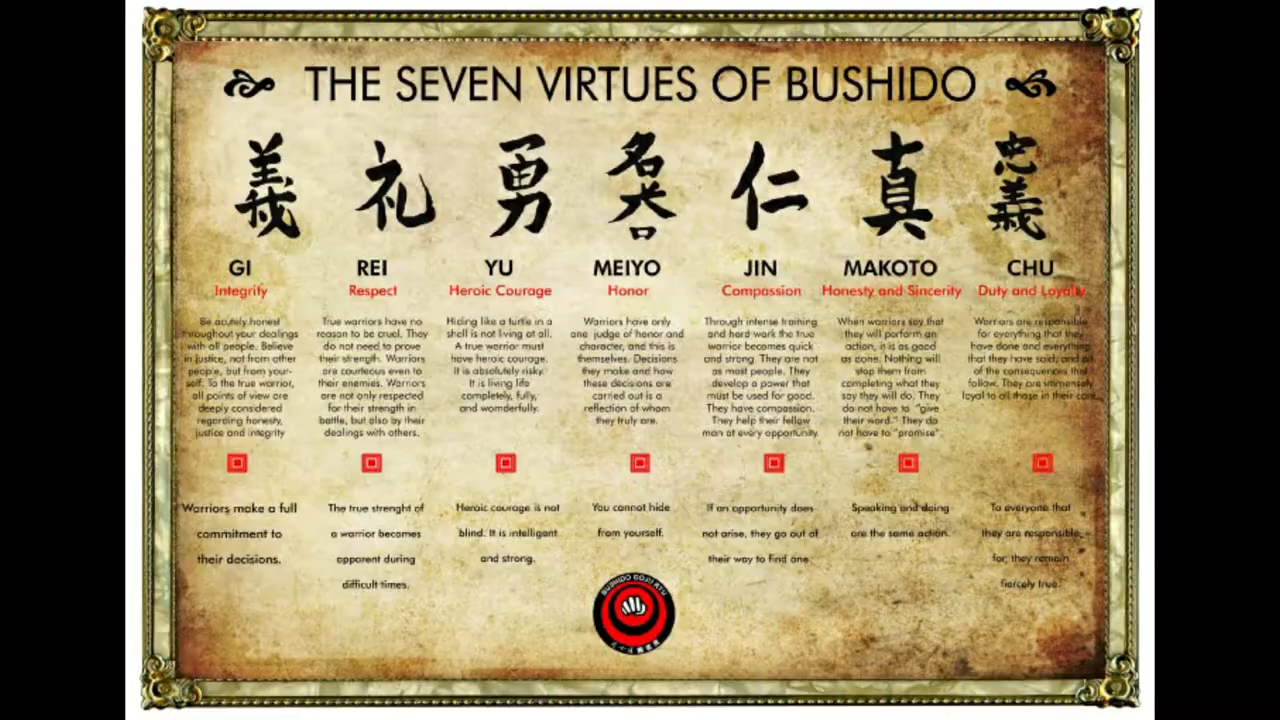 THE SEVEN VIRTUES OF BUSHIDO
義
礼
勇
名誉
仁
真
忠義
GI
Integrity
Be acutely honest
throughout your dealings
with all people. Believe
in justice, not from other
people, but from your-
self. To the true warrior,
all points of view are
deeply considered
regarding honesty,
justice and integrity
Warriors make a full
commitment to
their decisions.
REI
Respect
True warriors have no
reason to be cruel. They
do not need to prove
their strength. Warriors
are courteous even to
their enemies. Warriors
are not only respected
for their strength in
battle, but also by their
dealings with others.
The true strenght of
a warrior becomes
apparent during
difficult times.
YU
Heroic Courage
Hiding like a turtle in a
shell is not living at all.
A true warrior must
have heroic courage.
It is absolutely risky.
It is living life
completely, fully,
and wonderfully.
Heroic courage is not
blind. It is intelligent
and strong.
MEIYO
Honor
Warriors have only
one judge of honor and
character, and this is
themselves. Decisions
they make and how
these decisions are
carried out is a
reflection of whom
they truly are.
You cannot hide
from yourself.
JIN
Compassion
Through intense training
and hard work the true
warrior becomes quick
and strong. They are not
as most people. They
develop a power that
must be used for good.
They have compassion.
They help their fellow
man at every opportunity.
If an opportunity does
not arise, they go out of
their way to find one.
MAKOTO
Honesty and Sincerity
When warriors say that
they will perform an
action, it is as good
as done. Nothing will
stop them from
completing what they
say they will do. They
do not have to "give
their word." They do
not have to "promise".
Speaking and doing
are the same action.
CHU
Duty and Loyalty
Warriors are responsible
for everything that they
have done and everything
that they have said, and all
of the consequences that
follow. They are immensely
loyal to all those in their care.
To everyone that
they are responsible,
for, they remain
fiercely true.
BUSHIDO GOJU RYU